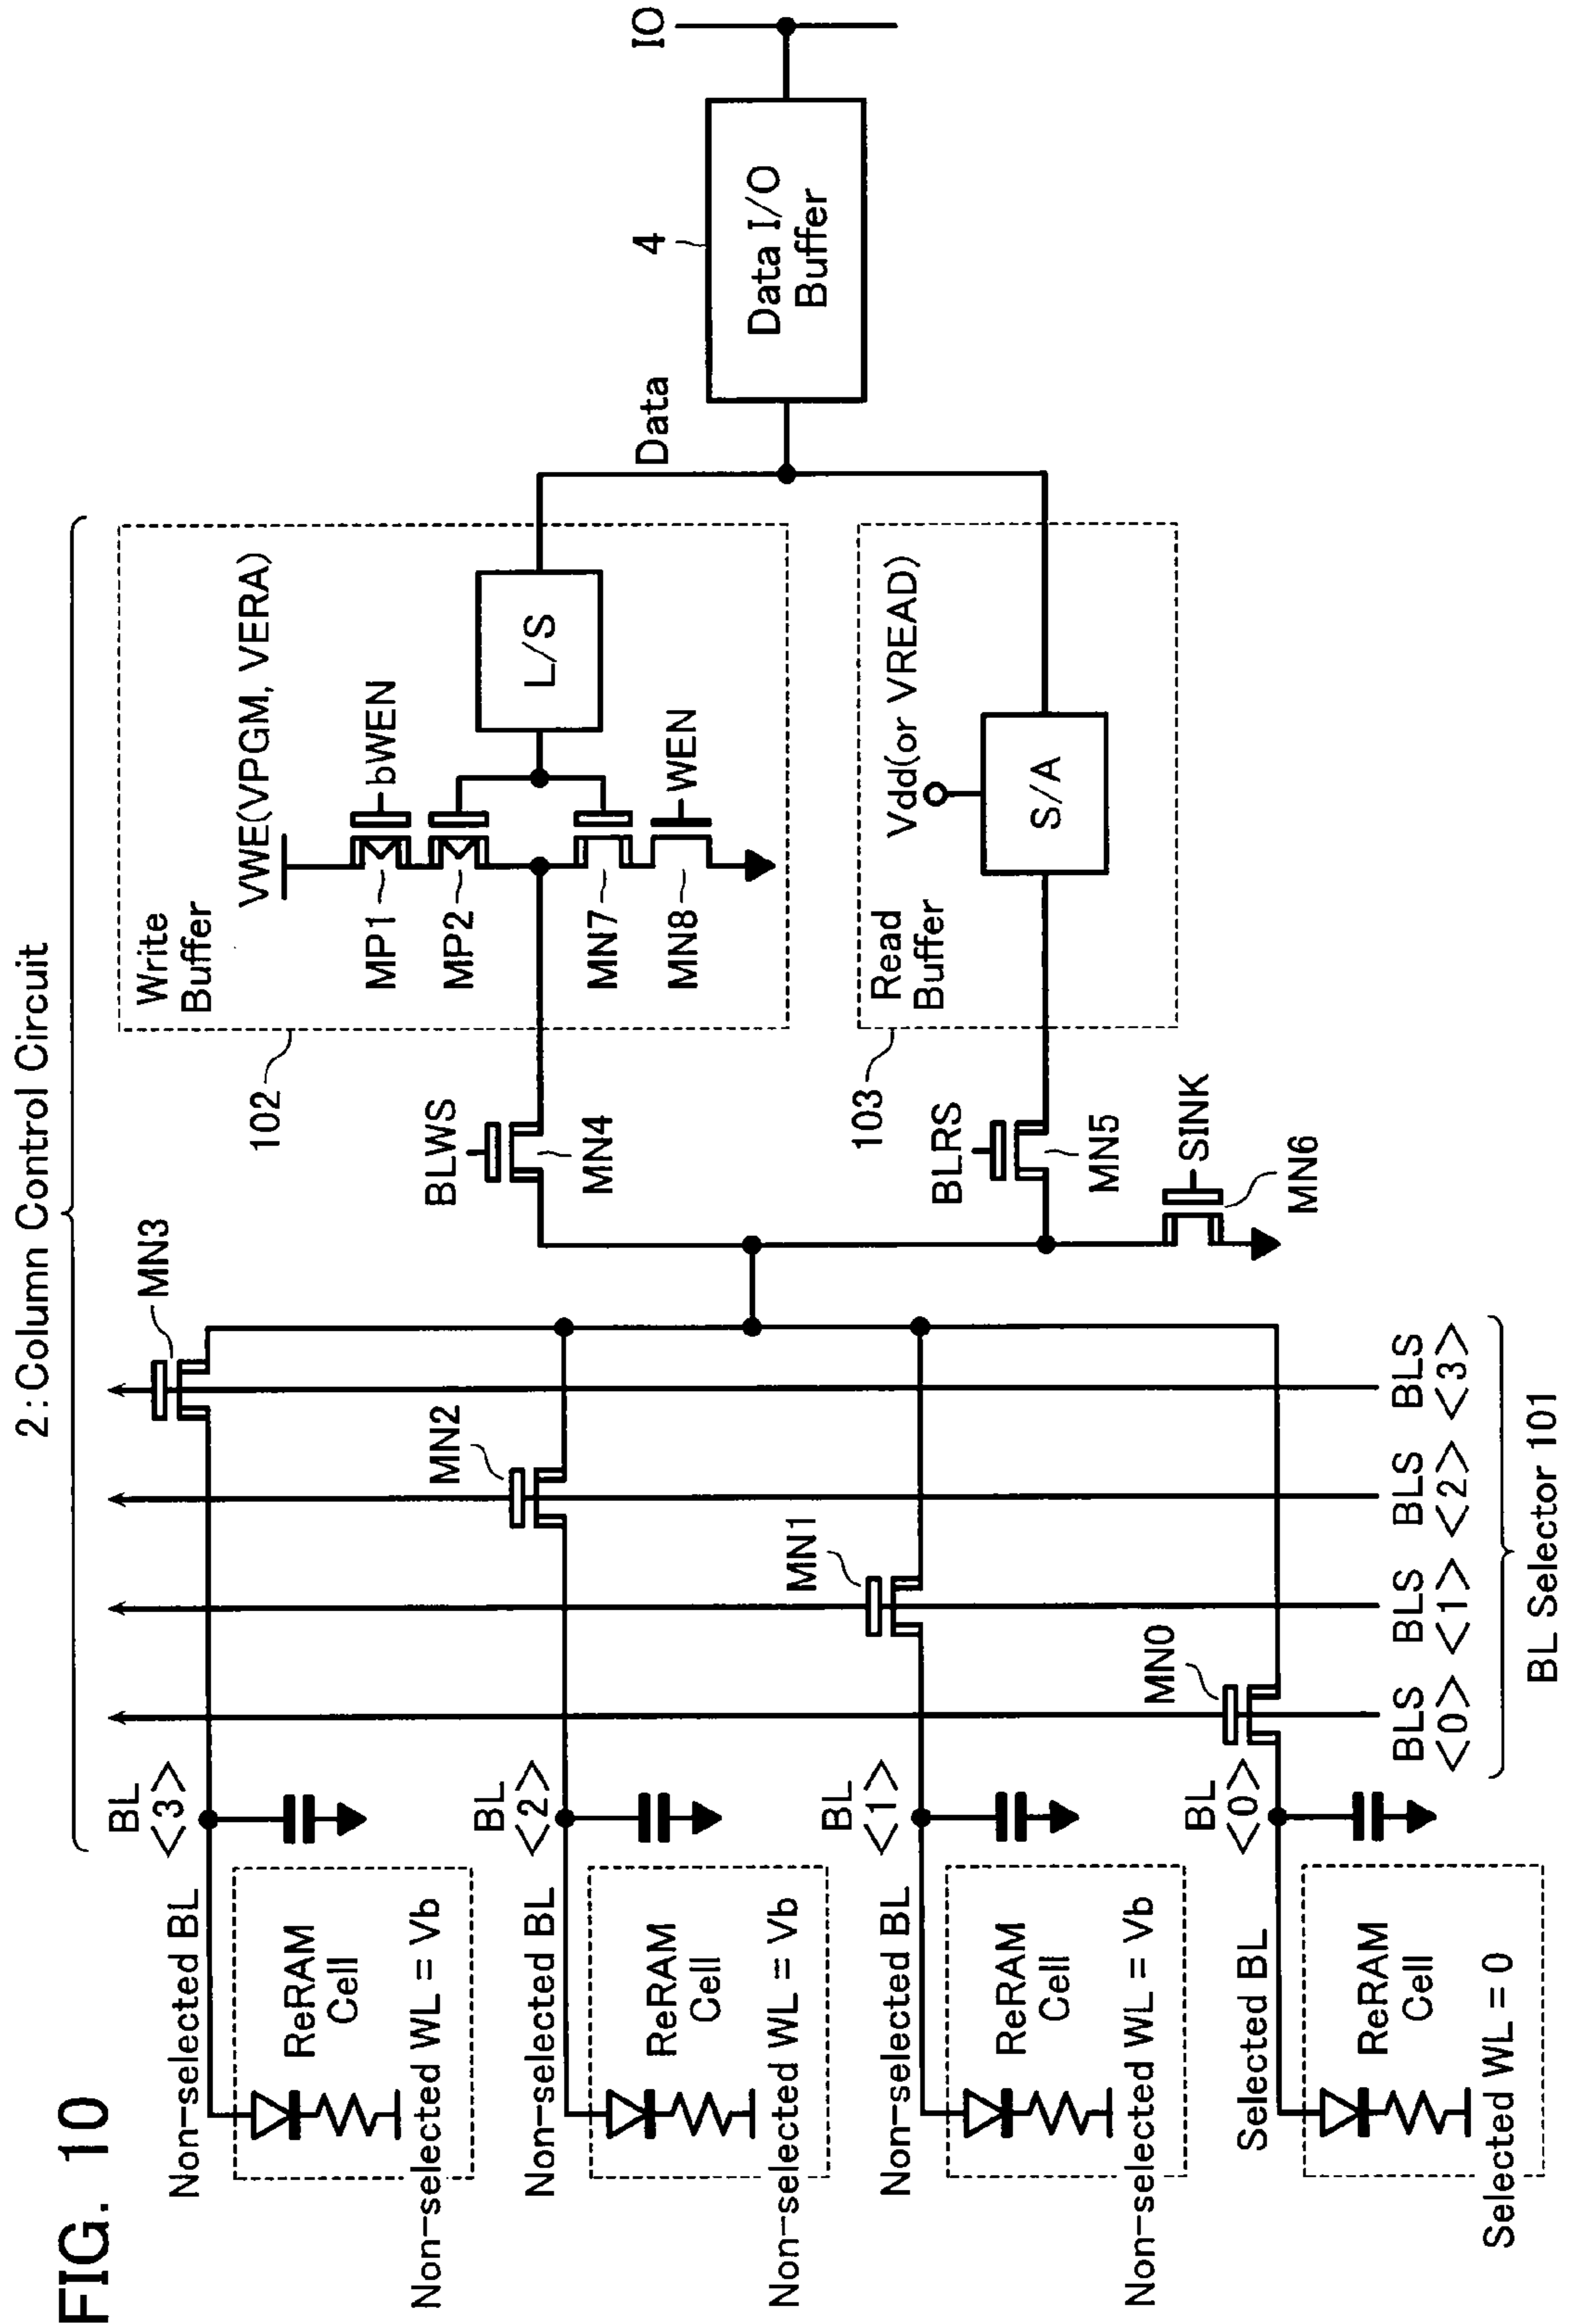 FIG. 10
2:Column Control Circuit
Non-selected BL
BL
<3>
MN3
ReRAM
Cell
Non-selected WL = Vb
Non-selected BL
BL
<2>
MN2
ReRAM
Cell
Non-selected WL = Vb
Non-selected BL
BL
<1>
MN1
ReRAM
Cell
Non-selected WL = Vb
Selected BL
BL
<0>
MN0
ReRAM
Cell
Selected WL = 0
BLS
<0>
BLS
<1>
BLS
<2>
BLS
<3>
BL Selector 101
102
Write
Buffer
VWE(VPGM, VERA)
MP1
bWEN
MP2
MN7
MN8
WEN
L/S
BLWS
MN4
103
Read
Buffer
Vdd(or VREAD)
S/A
BLRS
MN5
SINK
MN6
Data
4
Data I/O
Buffer
IO